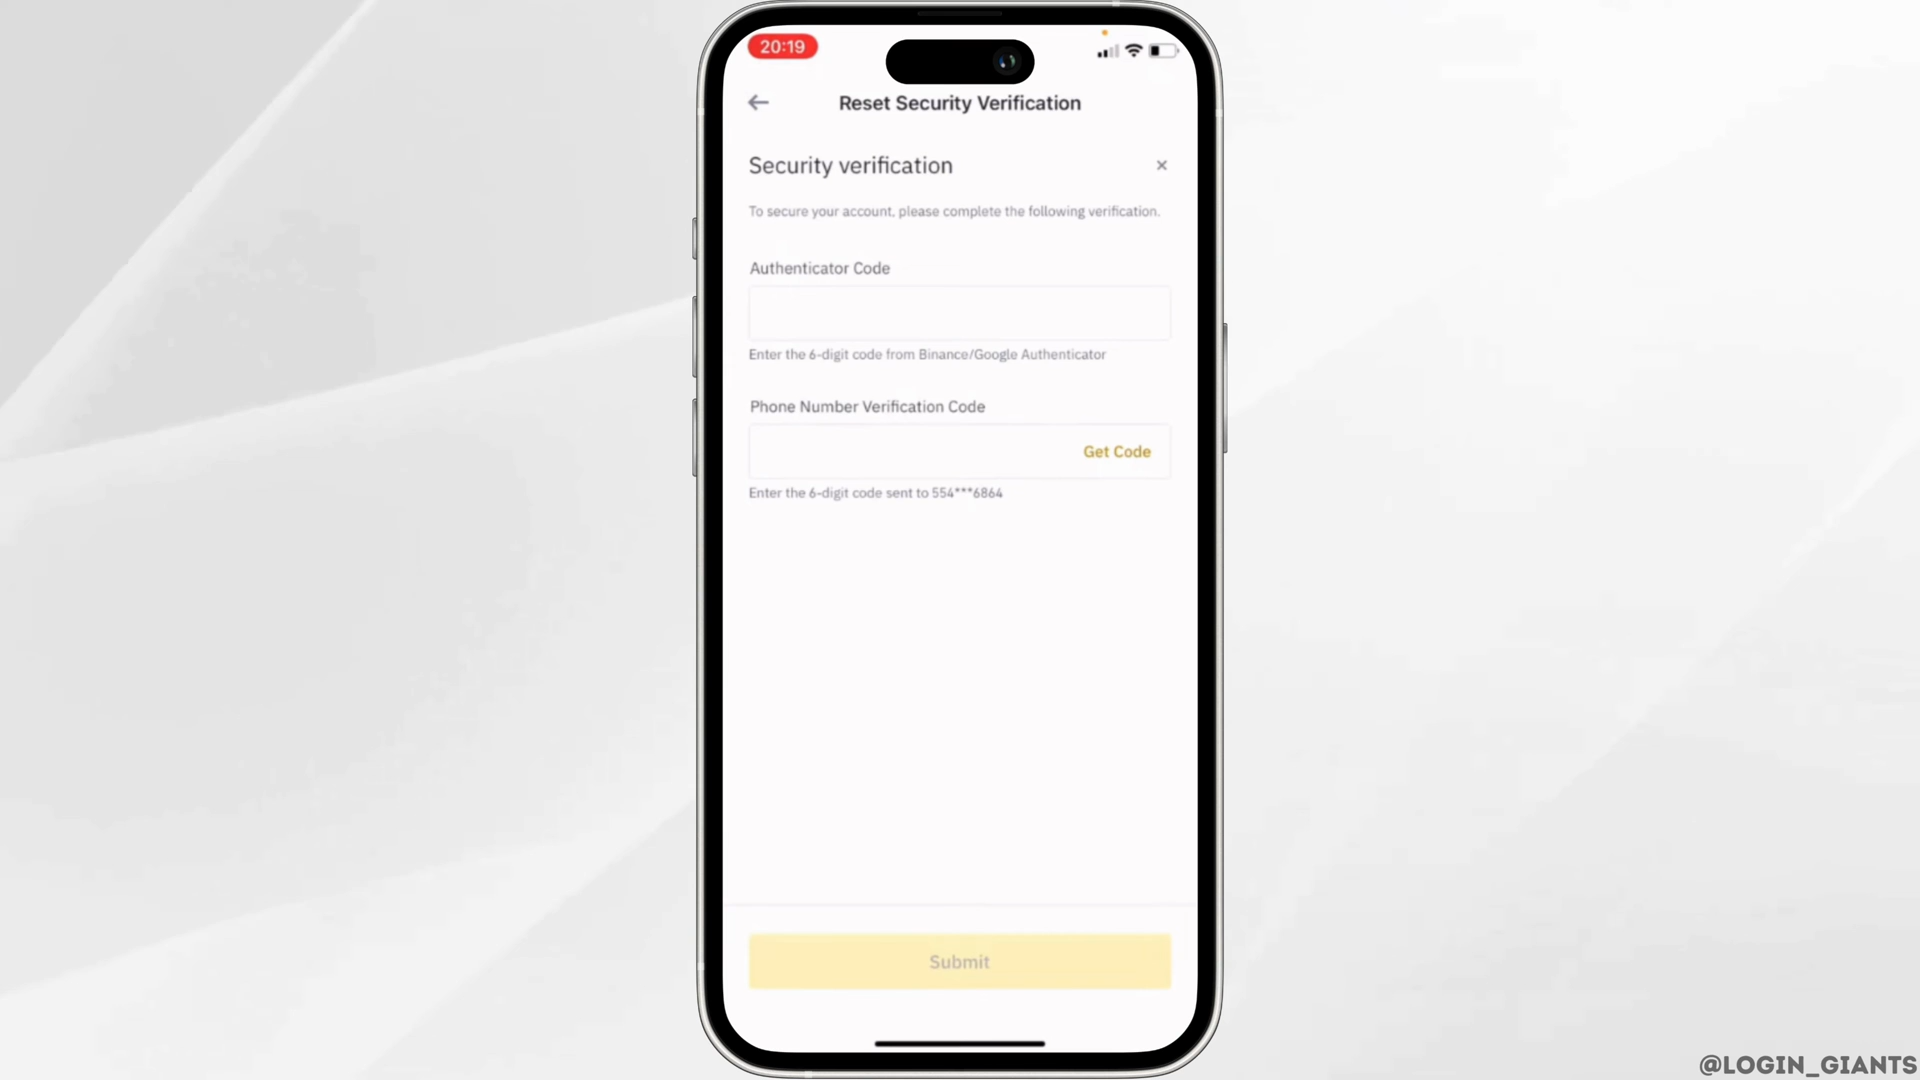 20:19
Reset Security Verification
Security verification
To secure your account, please complete the following verification.
Authenticator Code
Enter the 6-digit code from Binance/Google Authenticator
Phone Number Verification Code
Get Code
Enter the 6-digit code sent to 554***6864
Submit
@LOGIN_GIANTS